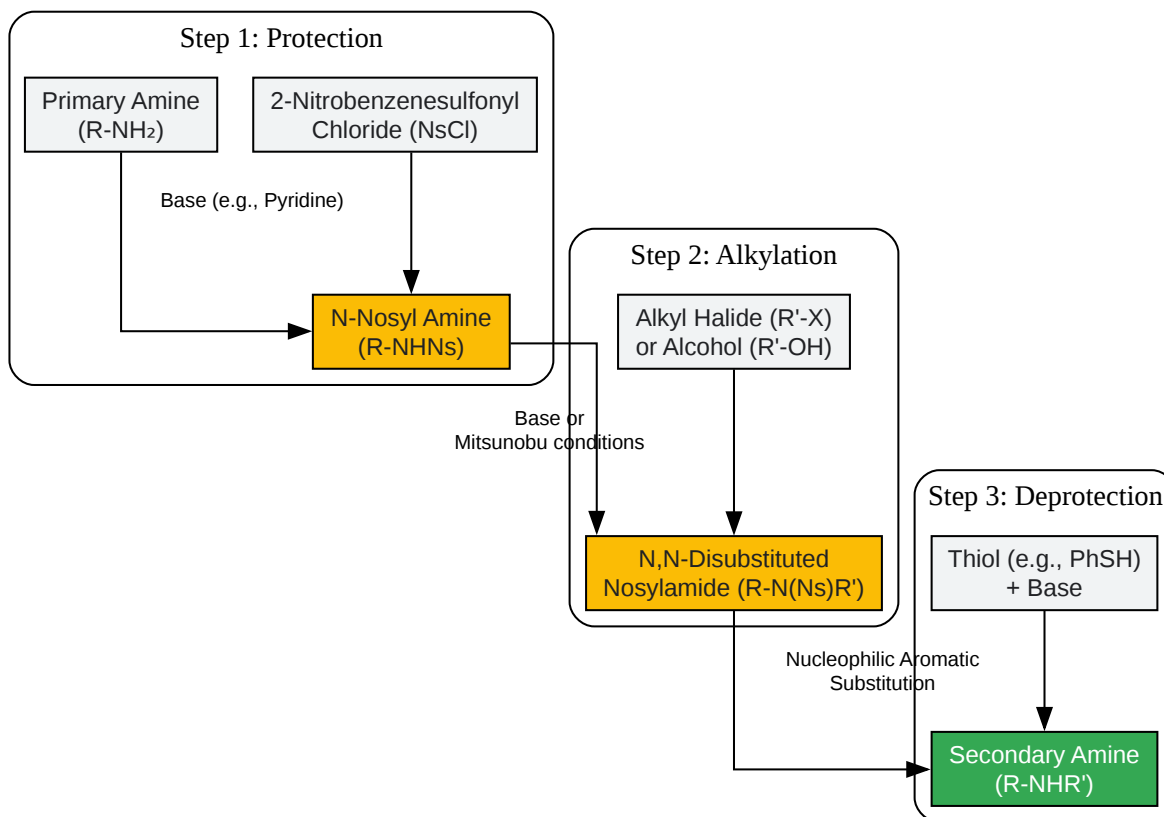 Step 1: Protection
Primary Amine
(R-NH₂)
2-Nitrobenzenesulfonyl
Chloride (NsCl)
Base (e.g., Pyridine)
N-Nosyl Amine
(R-NHNs)
Step 2: Alkylation
Alkyl Halide (R'-X)
or Alcohol (R'-OH)
Base or
Mitsunobu conditions
N,N-Disubstituted
Nosylamide (R-N(Ns)R')
Step 3: Deprotection
Thiol (e.g., PhSH)
+ Base
Nucleophilic Aromatic
Substitution
Secondary Amine
(R-NHR')